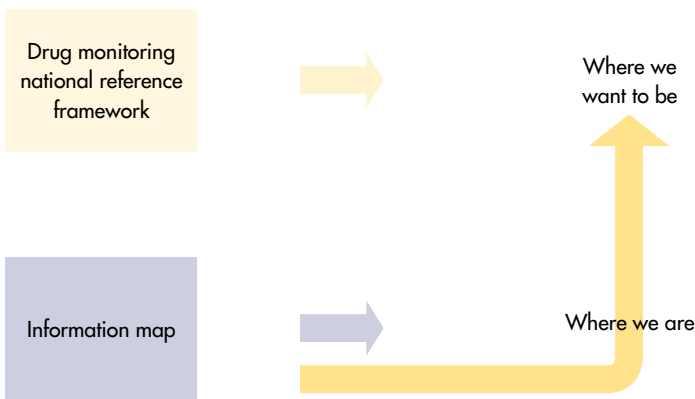 Drug monitoring
national reference
framework
Where we
want to be
Information map
Where we are